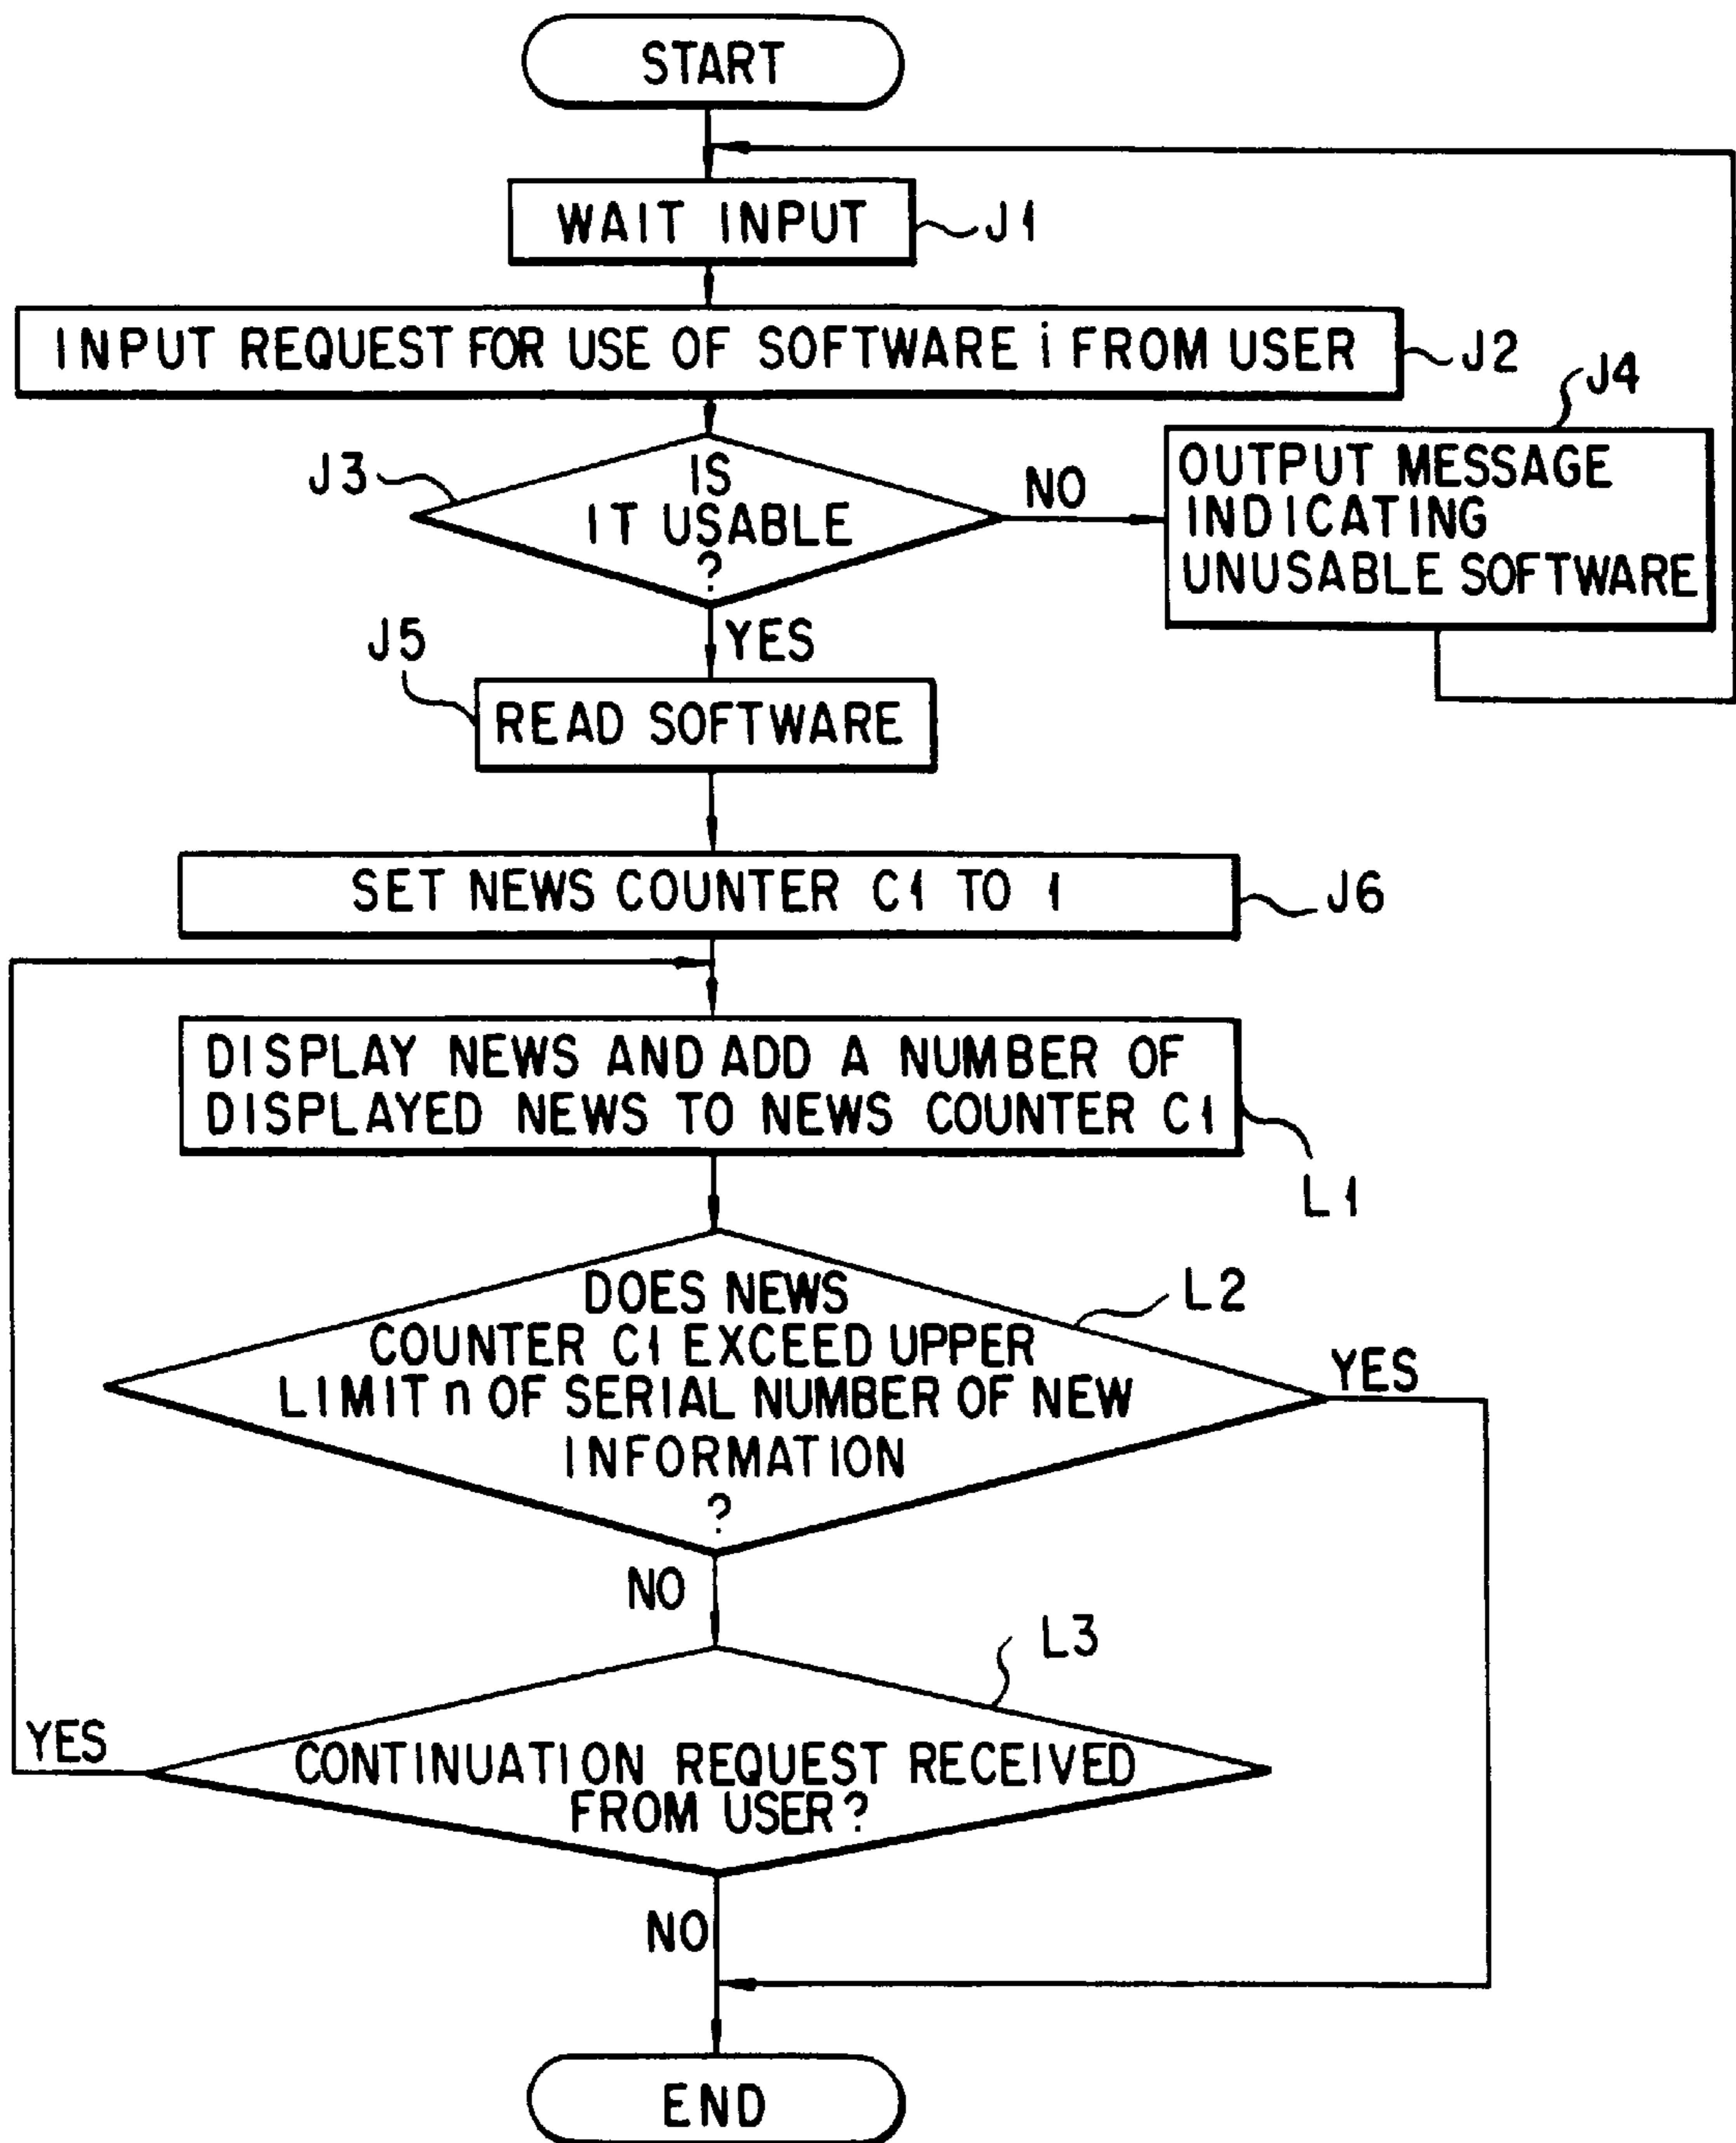 START
WAIT INPUT
J1
INPUT REQUEST FOR USE OF SOFTWARE i FROM USER
J2
J4
J3
IS
IT USABLE
?
NO
OUTPUT MESSAGE
INDICATING
UNUSABLE SOFTWARE
YES
J5
READ SOFTWARE
SET NEWS COUNTER C1 TO 1
J6
DISPLAY NEWS AND ADD A NUMBER OF
DISPLAYED NEWS TO NEWS COUNTER C1
L1
DOES NEWS
COUNTER C1 EXCEED UPPER
LIMIT n OF SERIAL NUMBER OF NEW
INFORMATION
?
L2
YES
NO
L3
YES
CONTINUATION REQUEST RECEIVED
FROM USER?
NO
END